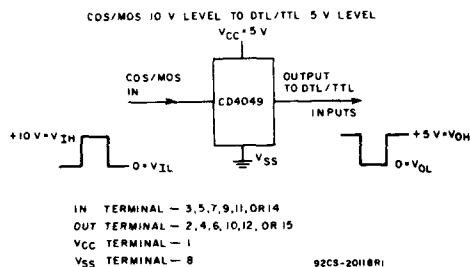 COS/MOS 10 V LEVEL TO DTL/TTL 5 V LEVEL
VCC=5 V
COS/MOS
IN
CD4049
OUTPUT
TO DTL/TTL
INPUTS
VSS
+10 V=VIH
0=VIL
+5V=VOH
0=VOL
IN TERMINAL – 3,5,7,9,11, OR 14
OUT TERMINAL – 2,4,6,10,12, OR 15
VCC TERMINAL – 1
VSS TERMINAL – 8
92CS-20118R1